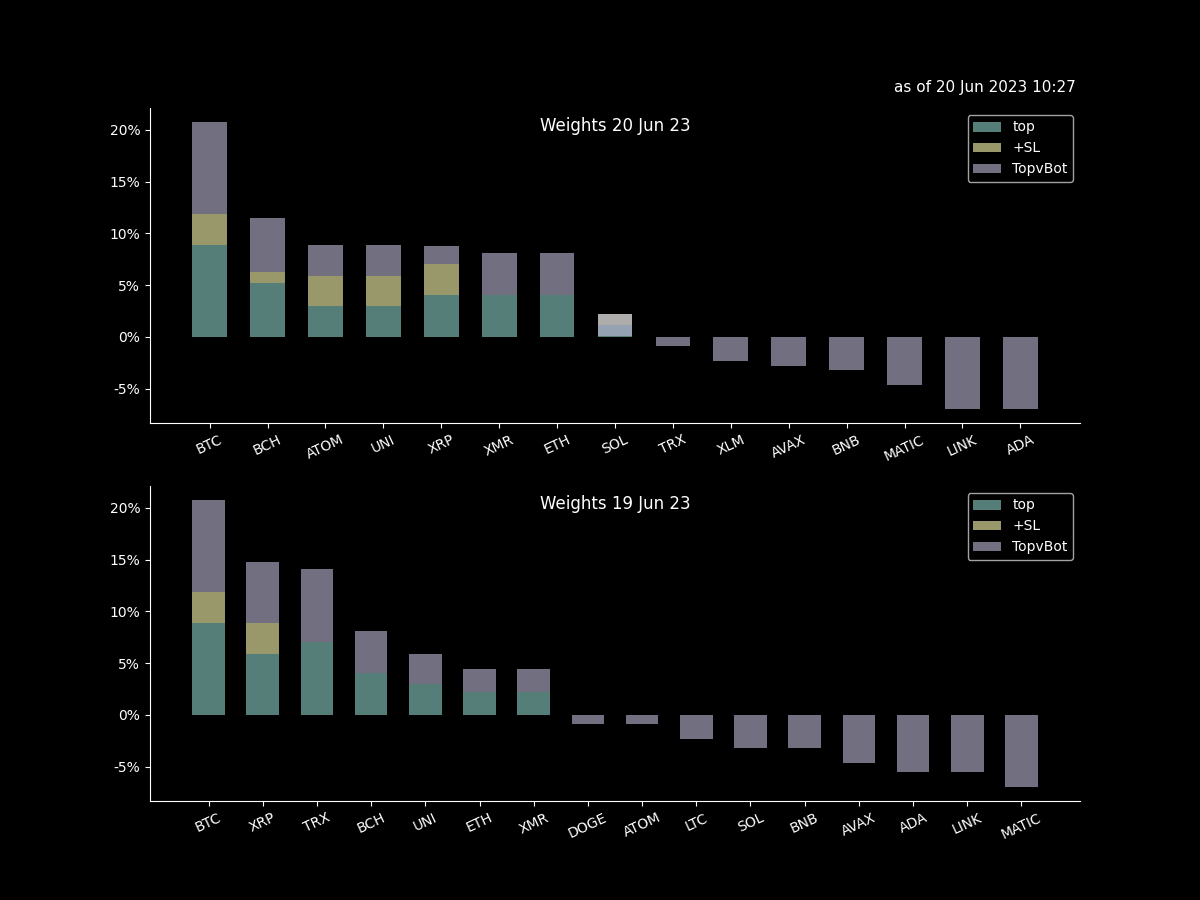 as of 20 Jun 2023 10:27
Weights 20 Jun 23
top
+SL
TopvBot
20%
15%
10%
5%
0%
-5%
BTC BCH ATOM UNI XRP XMR ETH SOL TRX XLM AVAX BNB MATIC LINK ADA
Weights 19 Jun 23
top
+SL
TopvBot
20%
15%
10%
5%
0%
-5%
BTC XRP TRX BCH UNI ETH XMR DOGE ATOM LTC SOL BNB AVAX ADA LINK MATIC